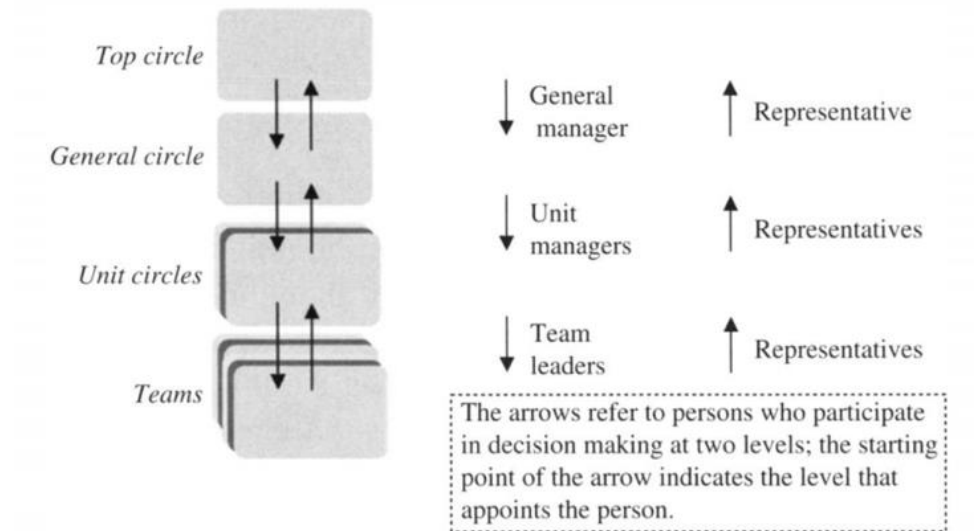 Top circle
General
manager
Representative
General circle
Unit
managers
Representatives
Unit circles
Team
leaders
Representatives
Teams
The arrows refer to persons who participate
in decision making at two levels; the starting
point of the arrow indicates the level that
appoints the person.